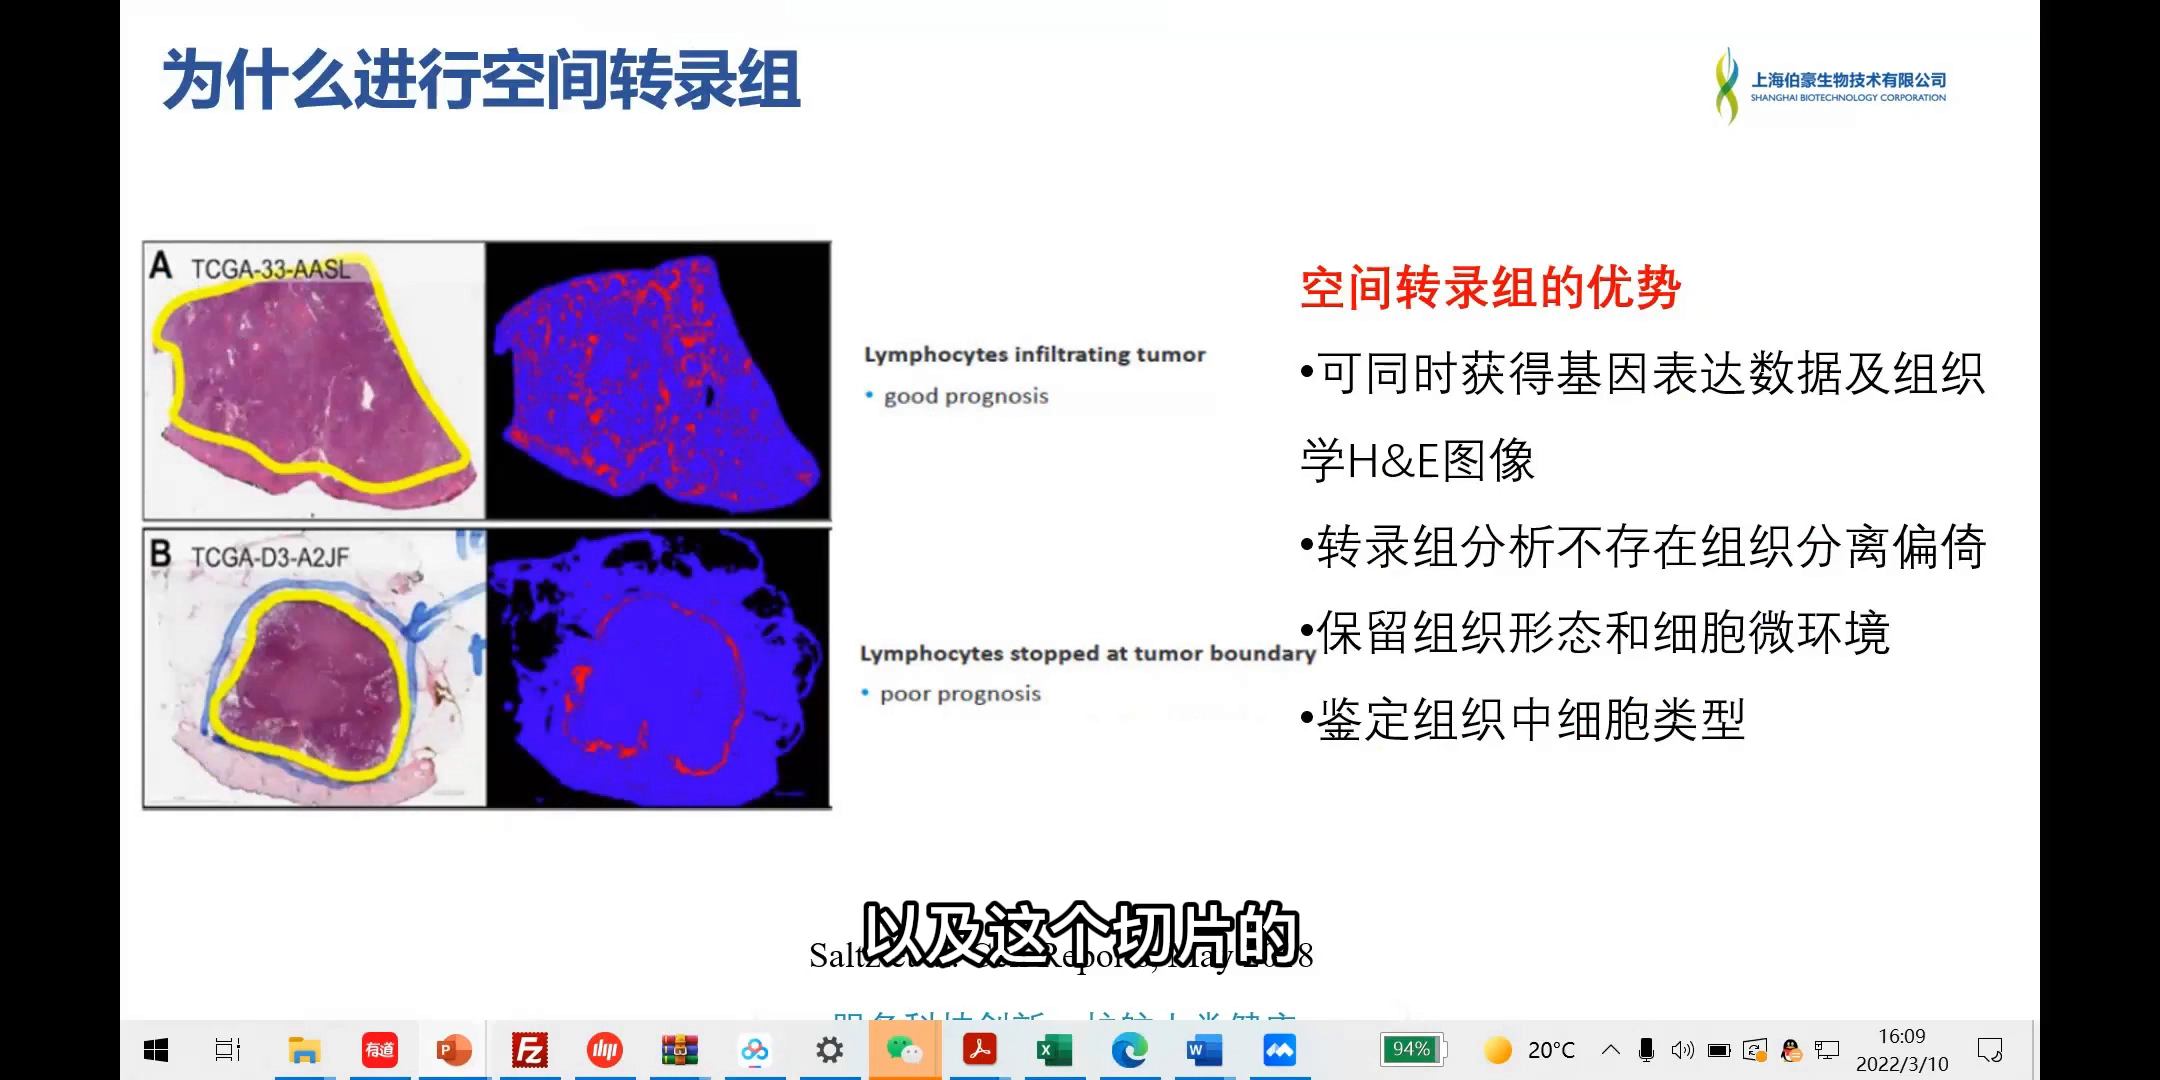 为什么进行空间转录组
上海伯豪生物技术有限公司
SHANGHAI BIOTECHNOLOGY CORPORATION
A TCGA-33-AASL
Lymphocytes infiltrating tumor
• good prognosis
B TCGA-D3-A2JF
Lymphocytes stopped at tumor boundary
• poor prognosis
空间转录组的优势
•可同时获得基因表达数据及组织
学H&E图像
•转录组分析不存在组织分离偏倚
•保留组织形态和细胞微环境
•鉴定组织中细胞类型
以及这个切片的
有道
94%
20°C
16:09
2022/3/10